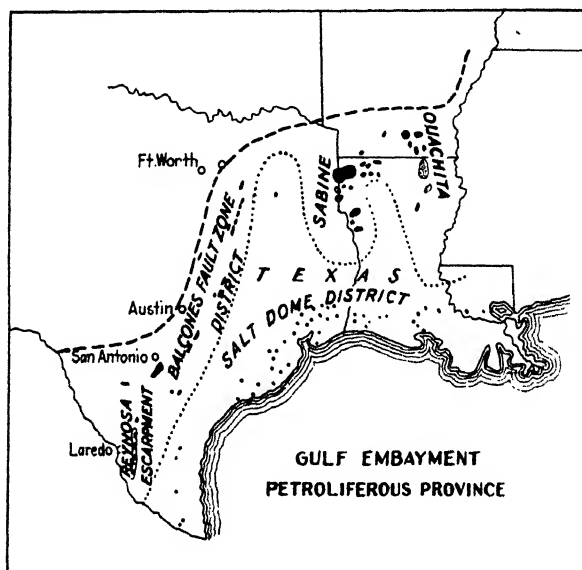 OUACHITA
Ft. Worth
SABINE
BALCONES FAULT ZONE
DISTRICT
TEXAS
SALT DOME DISTRICT
Austin
San Antonio
REYNOSA
ESCARPMENT
Laredo
GULF EMBAYMENT
PETROLIFEROUS PROVINCE